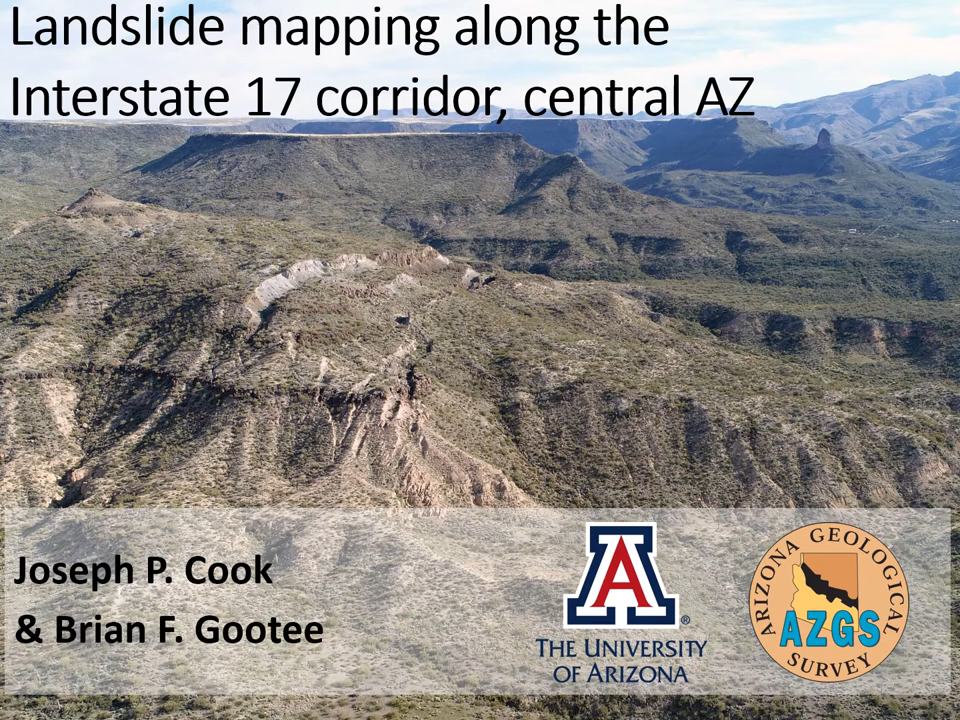 Landslide mapping along the
Interstate 17 corridor, central AZ
Joseph P. Cook
& Brian F. Gootee
A
®
THE UNIVERSITY
OF ARIZONA
ARIZONA GEOLOGICAL
AZGS
SURVEY